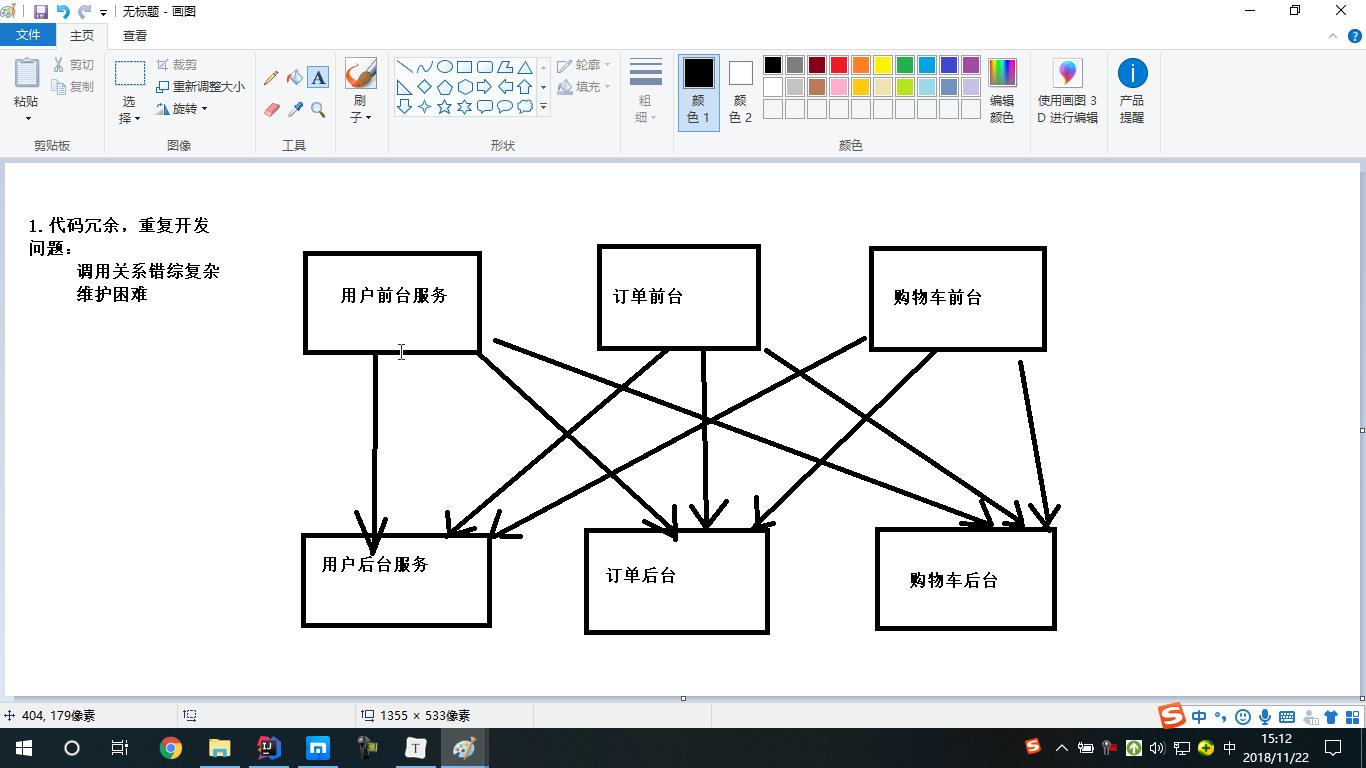 无标题 - 画图
文件
主页
查看
粘贴
剪切
复制
剪贴板
选
择
裁剪
重新调整大小
旋转
图像
A
工具
刷
子
轮廓
填充
形状
粗
细
颜
色 1
颜
色 2
编辑
颜色
颜色
使用画图 3
D 进行编辑
产品
提醒
1.代码冗余，重复开发
问题：
调用关系错综复杂
维护困难
用户前台服务
订单前台
购物车前台
用户后台服务
订单后台
购物车后台
404, 179像素
1355 × 533像素
中
中
15:12
2018/11/22